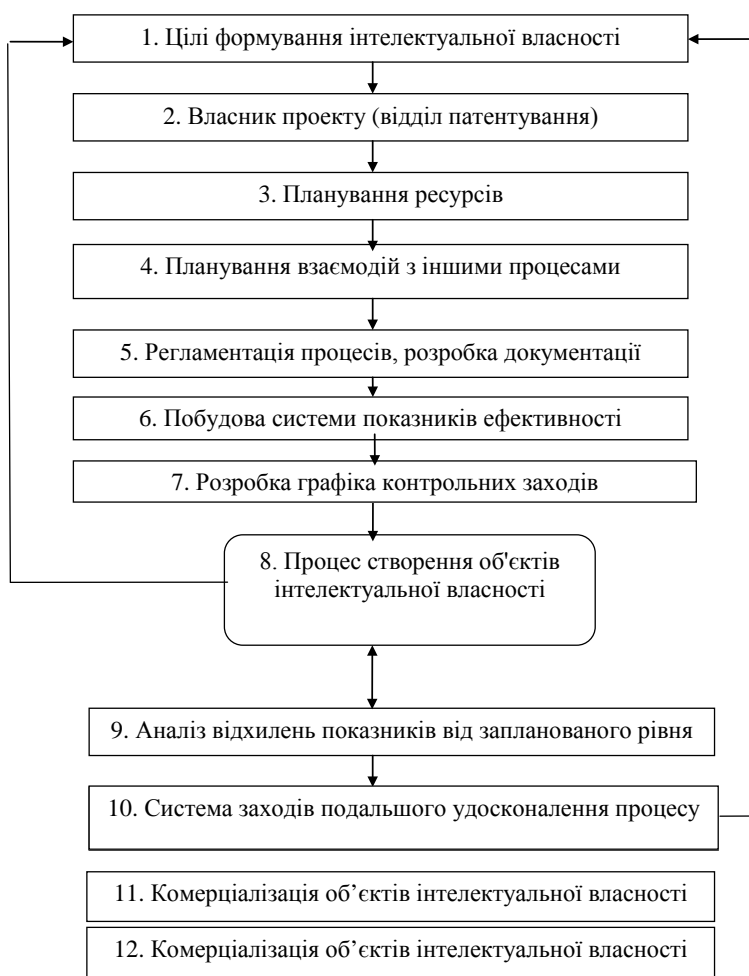 1. Цілі формування інтелектуальної власності
2. Власник проекту (відділ патентування)
3. Планування ресурсів
4. Планування взаємодій з іншими процесами
5. Регламентація процесів, розробка документації
6. Побудова системи показників ефективності
7. Розробка графіка контрольних заходів
8. Процес створення об'єктів
інтелектуальної власності
9. Аналіз відхилень показників від запланованого рівня
10. Система заходів подальшого удосконалення процесу
11. Комерціалізація об’єктів інтелектуальної власності
12. Комерціалізація об’єктів інтелектуальної власності